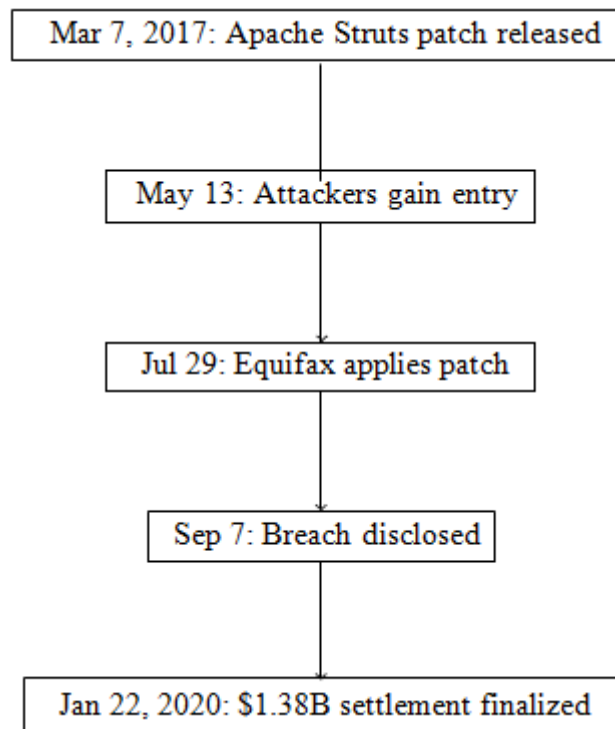 Mar 7, 2017: Apache Struts patch released
May 13: Attackers gain entry
Jul 29: Equifax applies patch
Sep 7: Breach disclosed
Jan 22, 2020: $1.38B settlement finalized